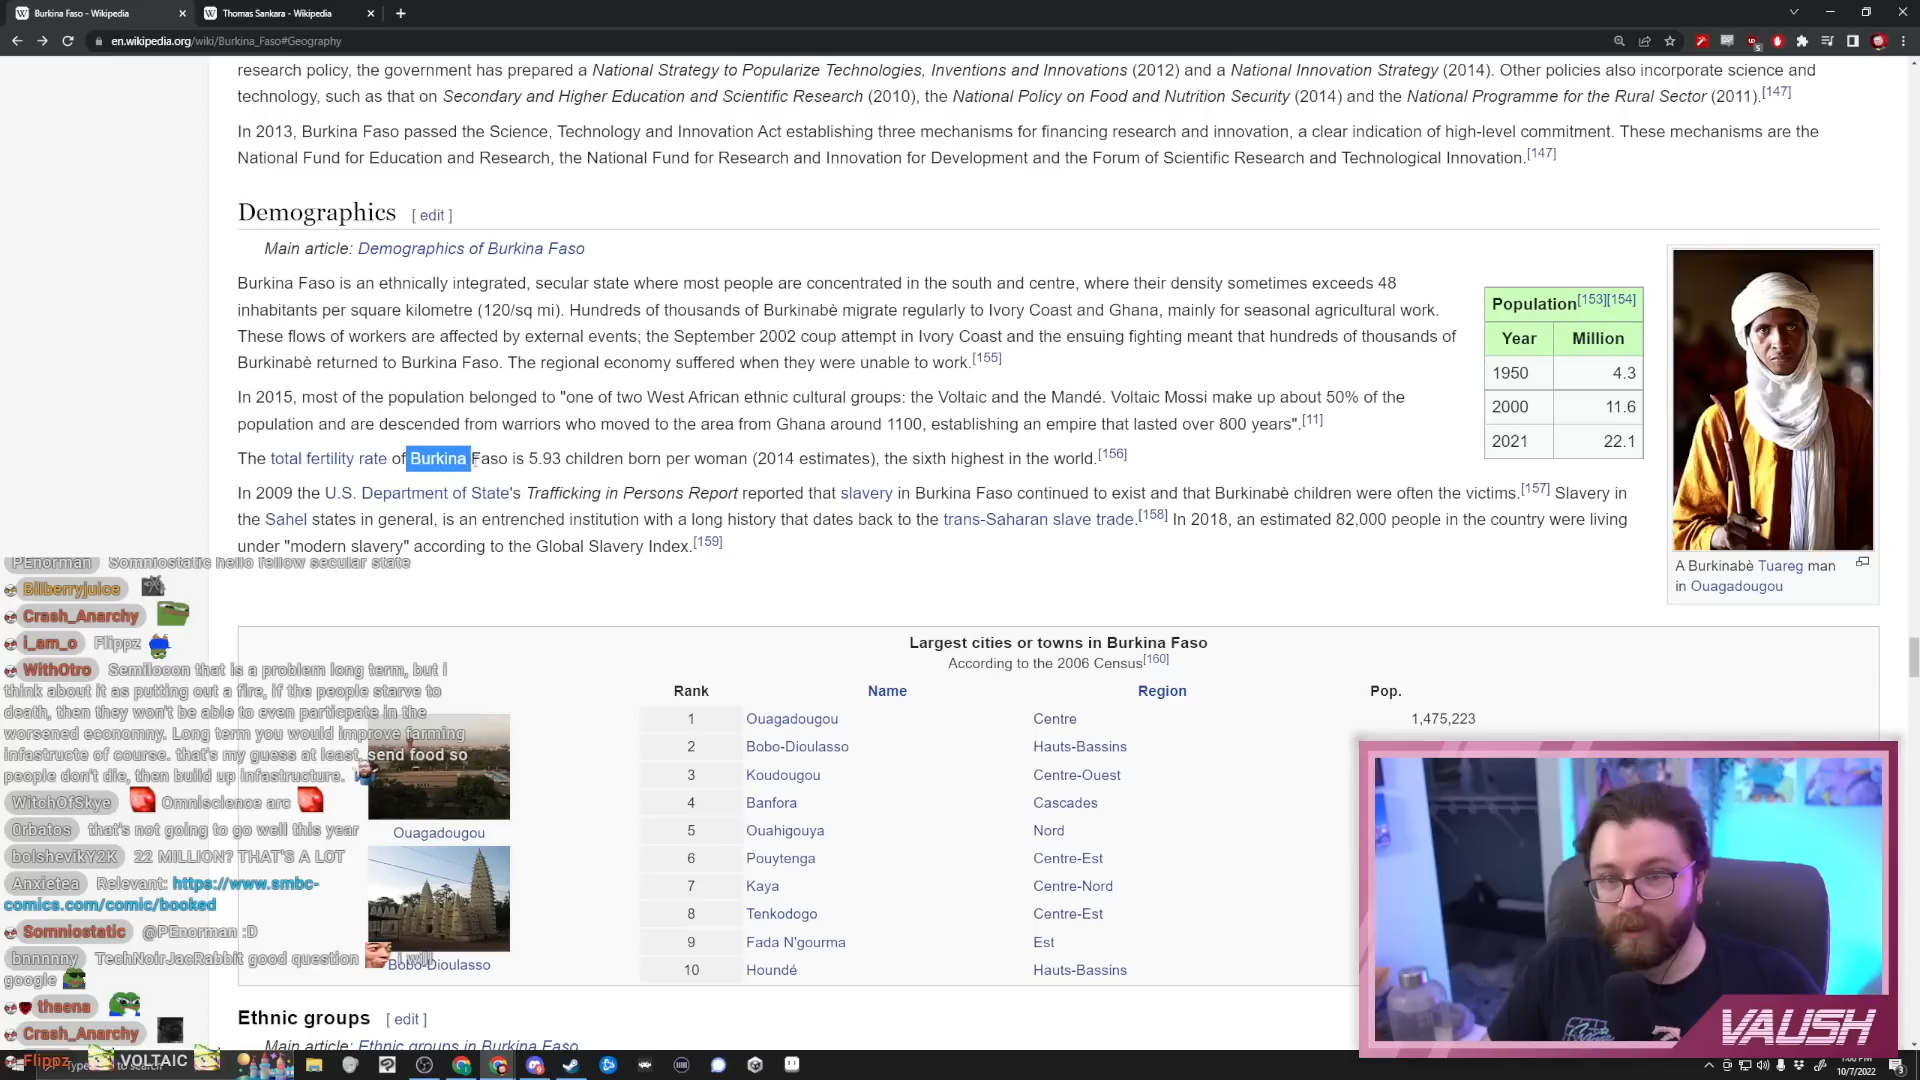 Burkina Faso - Wikipedia
Thomas Sankara - Wikipedia
en.wikipedia.org/wiki/Burkina_Faso#Geography
research policy, the government has prepared a National Strategy to Popularize Technologies, Inventions and Innovations (2012) and a National Innovation Strategy (2014). Other policies also incorporate science and
technology, such as that on Secondary and Higher Education and Scientific Research (2010), the National Policy on Food and Nutrition Security (2014) and the National Programme for the Rural Sector (2011).[147]
In 2013, Burkina Faso passed the Science, Technology and Innovation Act establishing three mechanisms for financing research and innovation, a clear indication of high-level commitment. These mechanisms are the
National Fund for Education and Research, the National Fund for Research and Innovation for Development and the Forum of Scientific Research and Technological Innovation.[147]
Demographics [ edit ]
Main article: Demographics of Burkina Faso
Burkina Faso is an ethnically integrated, secular state where most people are concentrated in the south and centre, where their density sometimes exceeds 48
inhabitants per square kilometre (120/sq mi). Hundreds of thousands of Burkinabè migrate regularly to Ivory Coast and Ghana, mainly for seasonal agricultural work.
These flows of workers are affected by external events; the September 2002 coup attempt in Ivory Coast and the ensuing fighting meant that hundreds of thousands of
Burkinabè returned to Burkina Faso. The regional economy suffered when they were unable to work.[155]
In 2015, most of the population belonged to "one of two West African ethnic cultural groups: the Voltaic and the Mandé. Voltaic Mossi make up about 50% of the
population and are descended from warriors who moved to the area from Ghana around 1100, establishing an empire that lasted over 800 years".[11]
The total fertility rate of Burkina Faso is 5.93 children born per woman (2014 estimates), the sixth highest in the world.[156]
In 2009 the U.S. Department of State's Trafficking in Persons Report reported that slavery in Burkina Faso continued to exist and that Burkinabè children were often the victims.[157] Slavery in
the Sahel states in general, is an entrenched institution with a long history that dates back to the trans-Saharan slave trade.[158] In 2018, an estimated 82,000 people in the country were living
under "modern slavery" according to the Global Slavery Index.[159]
Population[153][154]
Year Million
1950 4.3
2000 11.6
2021 22.1
A Burkinabè Tuareg man
in Ouagadougou
PEnorman Somniostatic hello fellow secular state
Bilberryjuice
Crash_Anarchy
i_am_o Flippz
WithOtro Semilocon that is a problem long term, but i
think about it as putting out a fire, if the people starve to
death, then they won't be able to even particpate in the
worsened economny. Long term you would improve farming
infastructe of course. that's my guess at least, send food so
people don't die, then build up infastructure.
WitchOfSkye Omniscience arc
0rbatos that's not going to go well this year
bolshevikY2K 22 MILLION? THAT'S A LOT
Anxietea Relevant: https://www.smbc-
comics.com/comic/booked
Somniostatic @PEnorman :D
bnnnnny TechNoirJacRabbit good question i will
google
thaena
Crash_Anarchy
Flippz VOLTAIC
Largest cities or towns in Burkina Faso
According to the 2006 Census[160]
Rank Name Region Pop.
1 Ouagadougou Centre 1,475,223
2 Bobo-Dioulasso Hauts-Bassins
3 Koudougou Centre-Ouest
4 Banfora Cascades
5 Ouahigouya Nord
6 Pouytenga Centre-Est
7 Kaya Centre-Nord
8 Tenkodogo Centre-Est
9 Fada N'gourma Est
10 Houndé Hauts-Bassins
Ouagadougou
Bobo-Dioulasso
Ethnic groups [ edit ]
Main article: Ethnic groups in Burkina Faso
VAUSH
10/7/2022